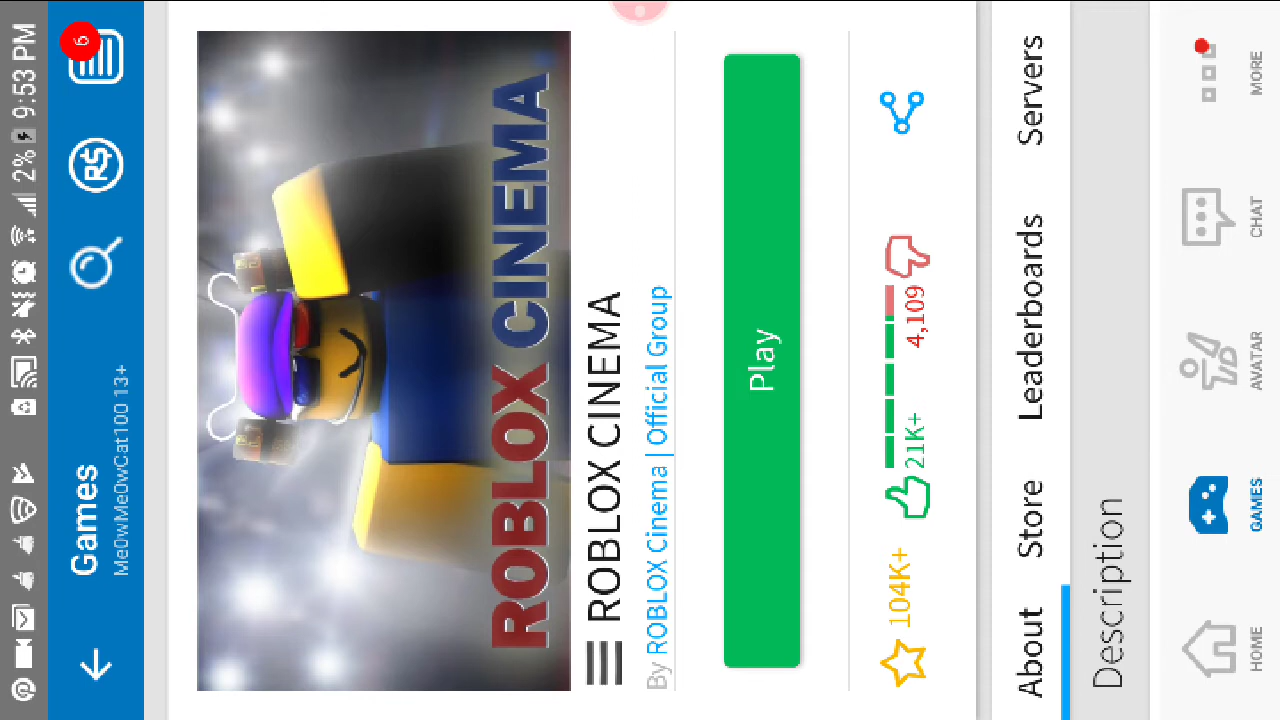 2% 9:53 PM
Games
Me0wMe0wCat100 13+
6
R$
ROBLOX CINEMA
ROBLOX CINEMA
By ROBLOX Cinema | Official Group
Play
104K+ 21K+ 4,109
About Store Leaderboards Servers
Description
HOME GAMES AVATAR CHAT MORE